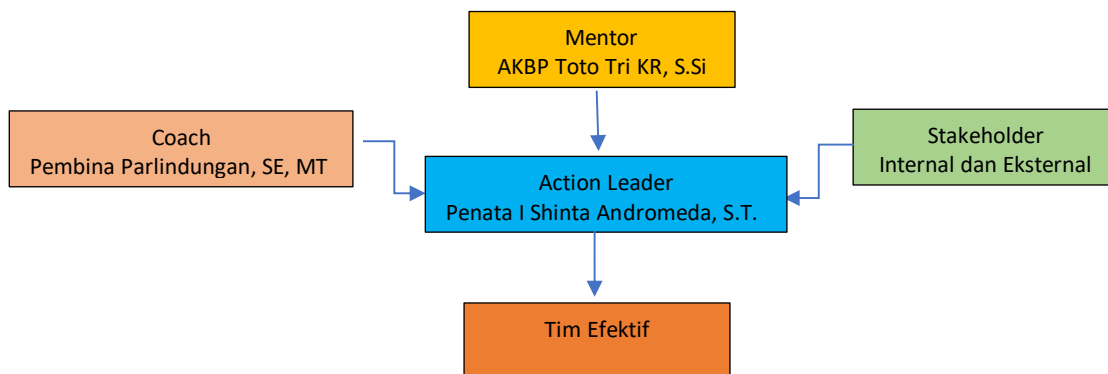 Mentor
AKBP Toto Tri KR, S.Si
Coach
Pembina Parlindungan, SE, MT
Stakeholder
Internal dan Eksternal
Action Leader
Penata I Shinta Andromeda, S.T.
Tim Efektif